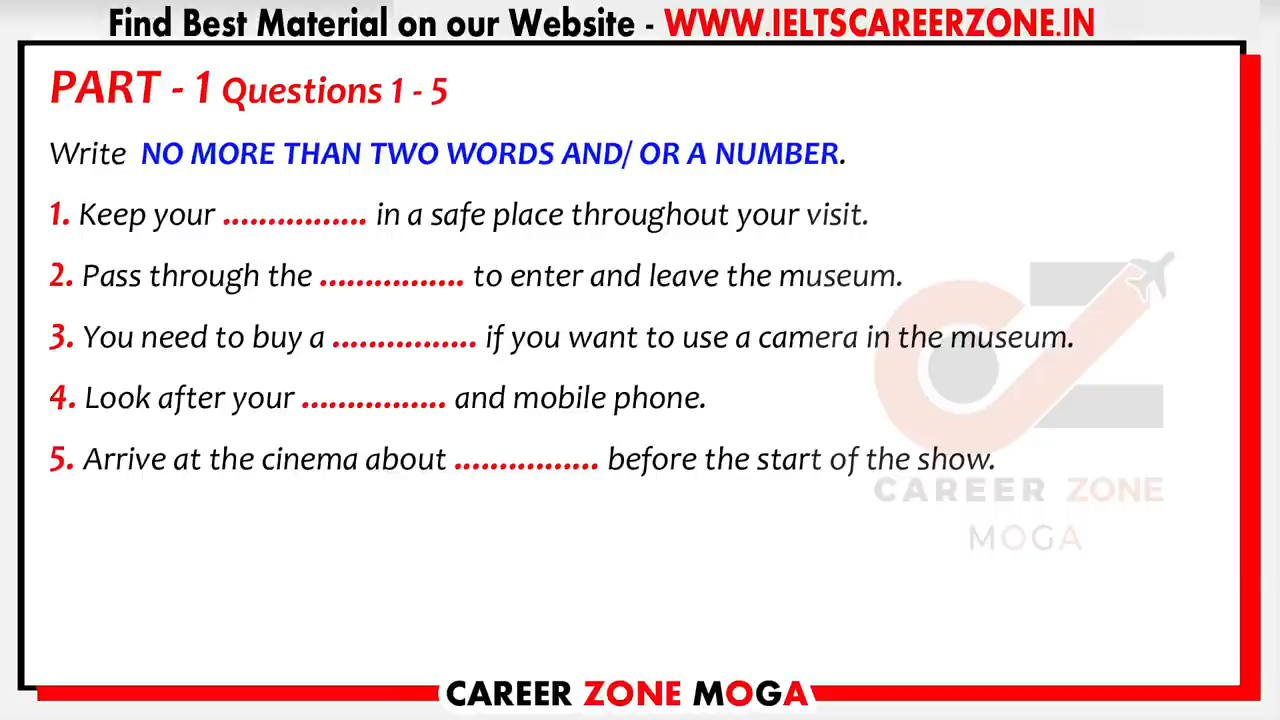 Find Best Material on our Website - WWW.IELTSCAREERZONE.IN
PART - 1 Questions 1 - 5
Write NO MORE THAN TWO WORDS AND/ OR A NUMBER.
1. Keep your ................ in a safe place throughout your visit.
2. Pass through the ................ to enter and leave the museum.
3. You need to buy a ................ if you want to use a camera in the museum.
4. Look after your ................ and mobile phone.
5. Arrive at the cinema about ................ before the start of the show.
CAREER ZONE
MOGA
CAREER ZONE MOGA